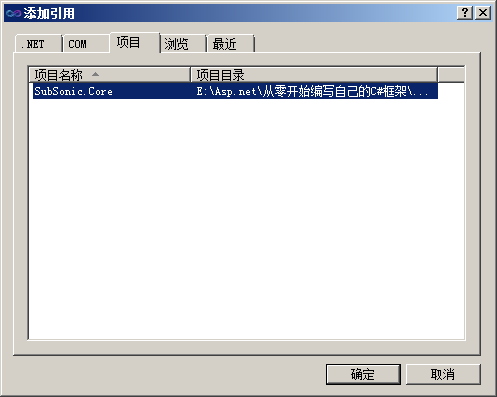 添加引用
.NET COM 项目 浏览 最近
项目名称 项目目录
SubSonic.Core E:\Asp.net\从零开始编写自己的C#框架\...
确定 取消